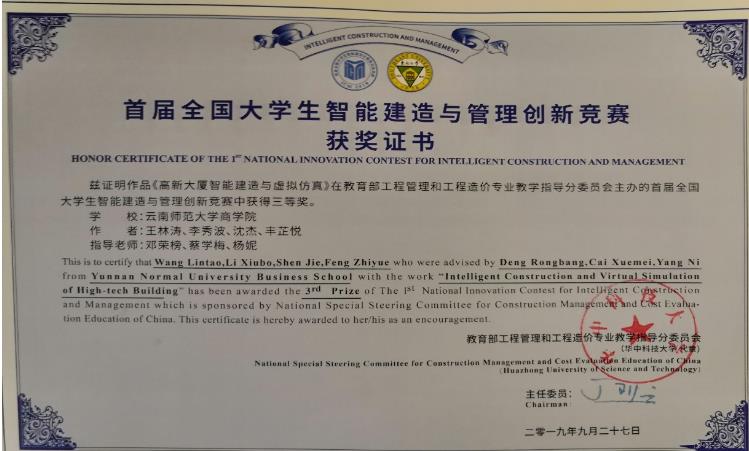 INTELLIGENT CONSTRUCTION AND MANAGEMENT
首届全国大学生智能建造与管理创新竞赛
获奖证书
HONOR CERTIFICATE OF THE 1ST NATIONAL INNOVATION CONTEST FOR INTELLIGENT CONSTRUCTION AND MANAGEMENT
兹证明作品《高新大厦智能建造与虚拟仿真》在教育部工程管理和工程造价专业教学指导分委员会主办的首届全国
大学生智能建造与管理创新竞赛中获得三等奖。
学 校:云南师范大学商学院
作 者:王林涛、李秀波、沈杰、丰芷悦
指导老师:邓荣榜、蔡学梅、杨妮
This is to certify that Wang Lintao,Li Xiubo,Shen Jie,Feng Zhiyue who were advised by Deng Rongbang,Cai Xuemei,Yang Ni
from Yunnan Normal University Business School with the work "Intelligent Construction and Virtual Simulation
of High-tech Building" has been awarded the 3rd Prize of The 1st National Innovation Contest for Intelligent Construction
and Management which is sponsored by National Special Steering Committee for Construction Management and Cost Evalua-
tion Education of China. This certificate is hereby awarded to her/his as an encouragement.
教育部工程管理和工程造价专业教学指导分委员会
(华中科技大学代章)
National Special Steering Committee for Construction Management and Cost Evaluation Education of China
(Huazhong University of Science and Technology)
主任委员:
Chairman:
二零一九年九月二十七日